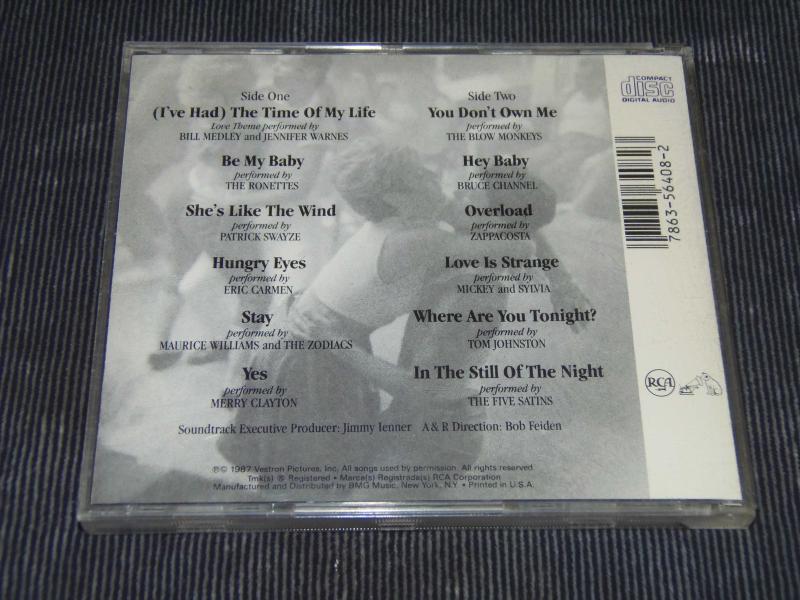 Side One
(I've Had) The Time Of My Life
Love Theme performed by
BILL MEDLEY and JENNIFER WARNES
Be My Baby
performed by
THE RONETTES
She's Like The Wind
performed by
PATRICK SWAYZE
Hungry Eyes
performed by
ERIC CARMEN
Stay
performed by
MAURICE WILLIAMS and THE ZODIACS
Yes
performed by
MERRY CLAYTON
Side Two
You Don't Own Me
performed by
THE BLOW MONKEYS
Hey Baby
performed by
BRUCE CHANNEL
Overload
performed by
ZAPPACOSTA
Love Is Strange
performed by
MICKEY and SYLVIA
Where Are You Tonight?
performed by
TOM JOHNSTON
In The Still Of The Night
performed by
THE FIVE SATINS
Soundtrack Executive Producer: Jimmy Ienner A & R Direction: Bob Feiden
℗© 1987 Vestron Pictures, Inc. All songs used by permission. All rights reserved
Tmk(s) ® Registered • Marca(s) Registrada(s) RCA Corporation
Manufactured and Distributed by BMG Music, New York, N.Y. • Printed in U.S.A.
COMPACT
disc
DIGITAL AUDIO
7863-56408-2
RCA